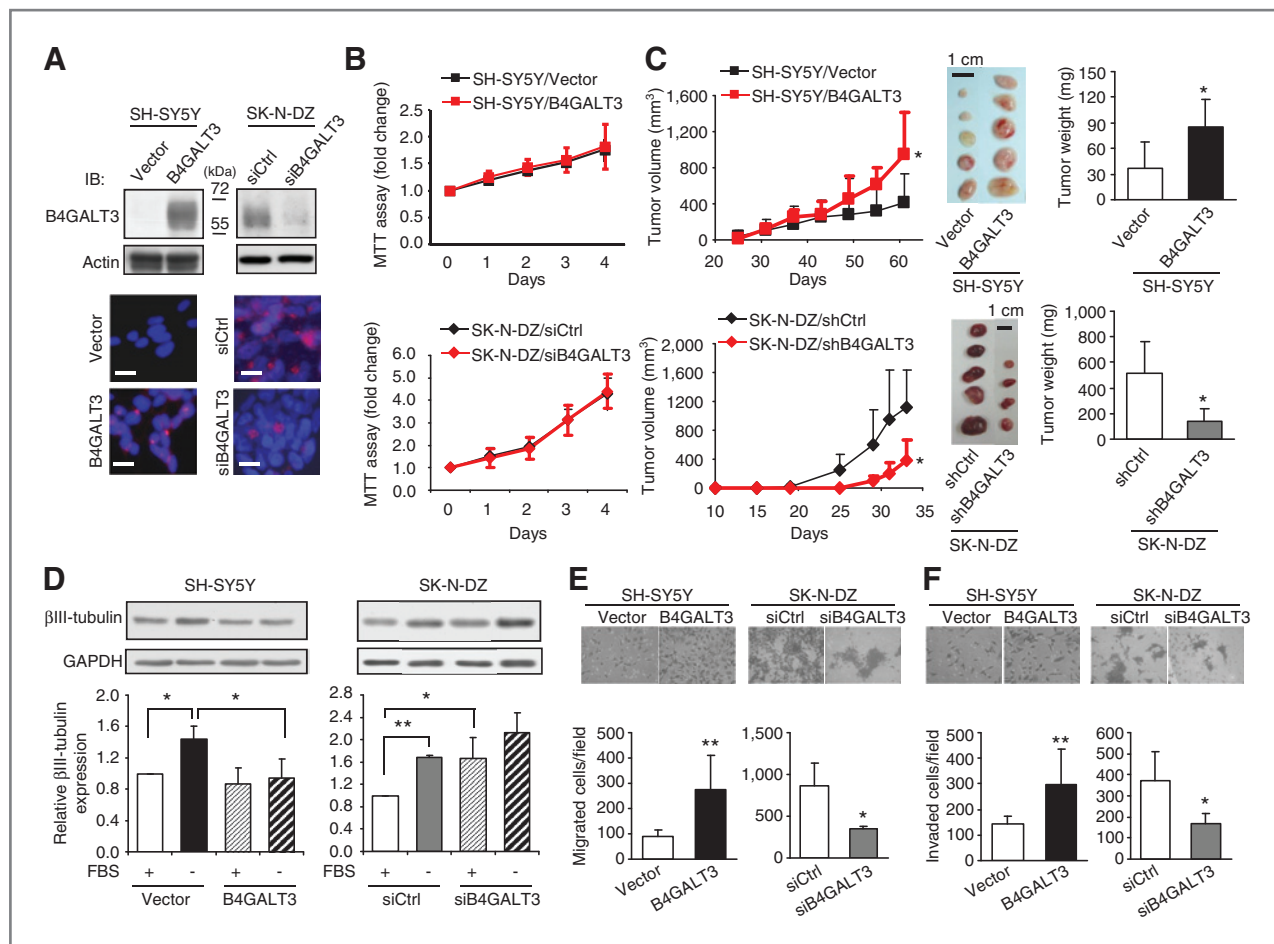 A
SH-SY5Y
SK-N-DZ
Vector
B4GALT3
siCtrl
siB4GALT3
IB:
(kDa)
72
55
B4GALT3
Actin
Vector
siCtrl
B4GALT3
siB4GALT3
B
SH-SY5Y/Vector
SH-SY5Y/B4GALT3
MTT assay (fold change)
2.5
2.0
1.5
1.0
0.5
0.0
0 1 2 3 4
Days
SK-N-DZ/siCtrl
SK-N-DZ/siB4GALT3
MTT assay (fold change)
6.0
5.0
4.0
3.0
2.0
1.0
0.0
0 1 2 3 4
Days
C
SH-SY5Y/Vector
SH-SY5Y/B4GALT3
Tumor volume (mm3)
1,600
1,200
800
400
0
*
20 30 40 50 60
Days
1 cm
Vector
B4GALT3
SH-SY5Y
Tumor weight (mg)
150
120
90
60
30
0
*
Vector
B4GALT3
SH-SY5Y
SK-N-DZ/shCtrl
SK-N-DZ/shB4GALT3
Tumor volume (mm3)
2,000
1,600
1200
800
400
0
*
10 15 20 25 30 35
Days
1 cm
shCtrl
shB4GALT3
SK-N-DZ
Tumor weight (mg)
1,000
800
600
400
200
0
*
shCtrl
shB4GALT3
SK-N-DZ
D
SH-SY5Y
SK-N-DZ
βIII-tubulin
GAPDH
Relative βIII-tubulin
expression
2.0
1.6
1.2
0.8
0.4
0.0
* *
FBS + - + -
Vector B4GALT3
2.8
2.4
2.0
1.6
1.2
0.8
0.4
0.0
*
**
FBS + - + -
siCtrl siB4GALT3
E
SH-SY5Y
SK-N-DZ
Vector B4GALT3
siCtrl siB4GALT3
Migrated cells/field
500
400
300
200
100
0
**
Vector
B4GALT3
1,500
1,000
500
0
*
siCtrl
siB4GALT3
F
SH-SY5Y
SK-N-DZ
Vector B4GALT3
siCtrl siB4GALT3
Invaded cells/field
500
400
300
200
100
0
**
Vector
B4GALT3
600
500
400
300
200
100
0
*
siCtrl
siB4GALT3